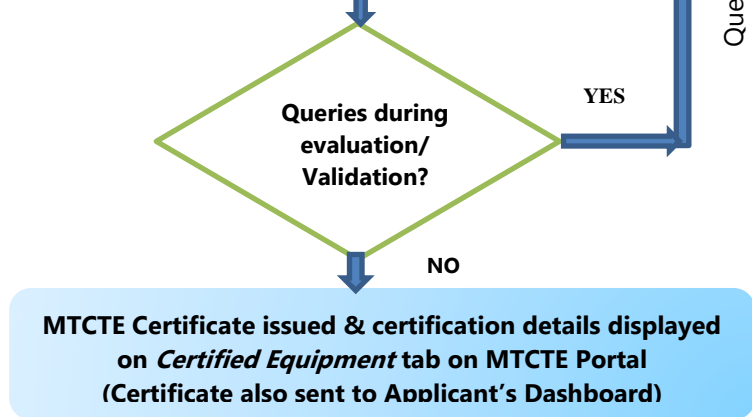 Que
YES
Queries during
evaluation/
Validation?
NO
MTCTE Certificate issued & certification details displayed
on Certified Equipment tab on MTCTE Portal
(Certificate also sent to Applicant's Dashboard)